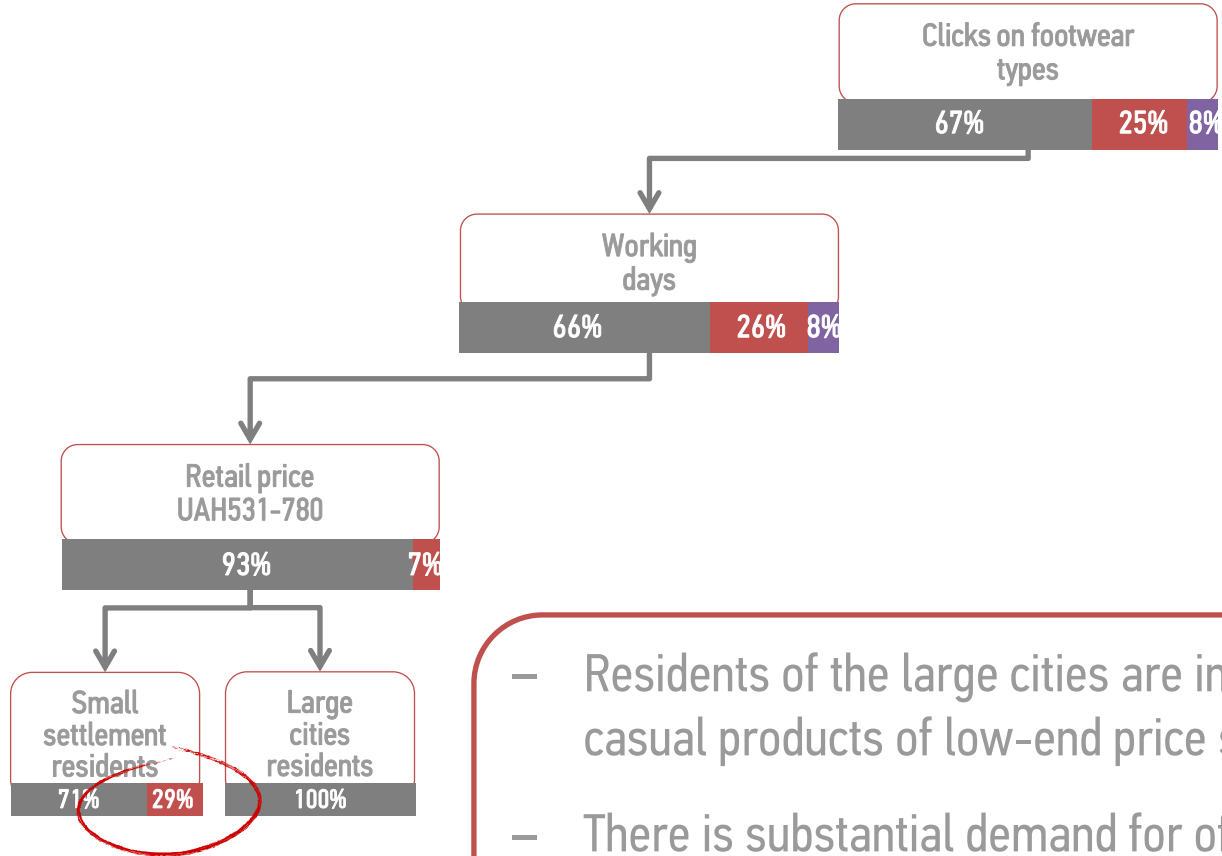 Clicks on footwear
types
67% 25% 8%
Working
days
66% 26% 8%
Retail price
UAH531-780
93% 7%
Small
settlement
residents
71% 29%
Large
cities
residents
100%
– Residents of the large cities are
casual products of low-end price
– There is substantial demand for